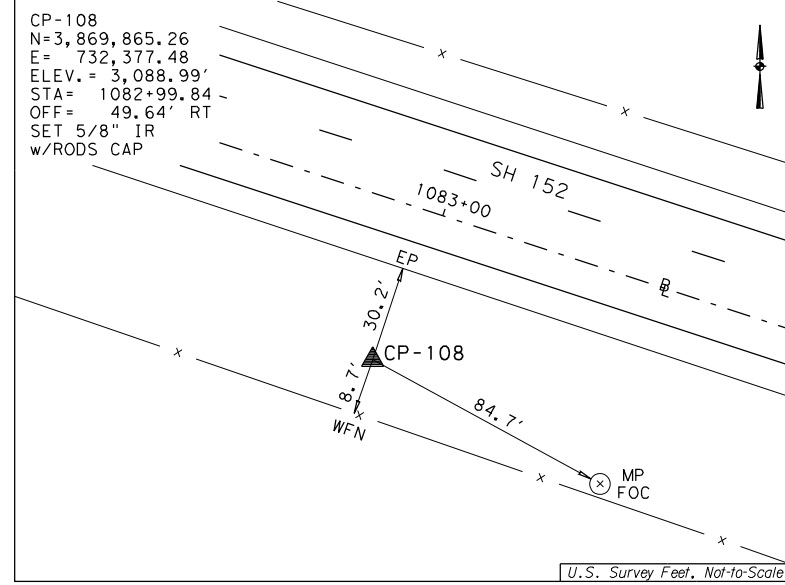 CP-108
N=3,869,865.26
E= 732,377.48
ELEV.= 3,088.99'
STA= 1082+99.84
OFF= 49.64' RT
SET 5/8" IR
w/RODS CAP
SH 152
1083+00
BL
EP
30.2'
CP-108
8.7'
WFN
84.7'
MP
FOC
U.S. Survey Feet, Not-to-Scale